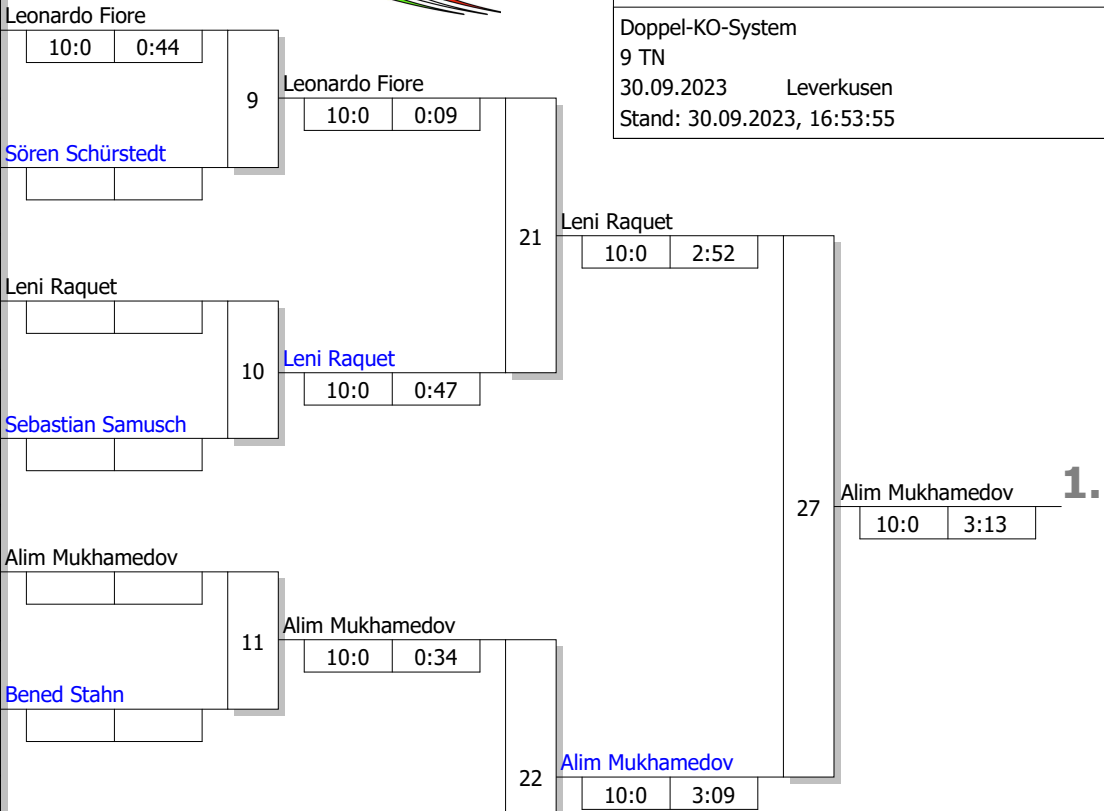 Leonardo Fiore
10:0 0:44
9
Sören Schürstedt
Leonardo Fiore
10:0 0:09
Doppel-KO-System
9 TN
30.09.2023 Leverkusen
Stand: 30.09.2023, 16:53:55
21
Leni Raquet
10:0 2:52
Leni Raquet
10
Leni Raquet
10:0 0:47
Sebastian Samusch
27
Alim Mukhamedov
10:0 3:13
1.
Alim Mukhamedov
11
Alim Mukhamedov
10:0 0:34
Bened Stahn
22
Alim Mukhamedov
10:0 3:09